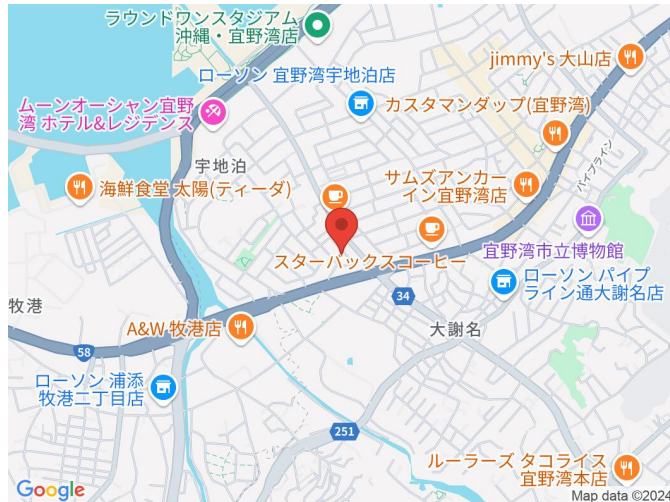 ラウンドワンスタジアム
沖縄・宜野湾店
jimmy's 大山店
ローソン 宜野湾宇地泊店
ムーンオーシャン宜野
湾 ホテル&レジデンス
カスタマンダップ(宜野湾)
宇地泊
パイプライン
海鮮食堂 太陽(ティーダ)
サムズアンカー
イン宜野湾店
宜野湾市立博物館
スターバックスコーヒー
ローソン パイプ
ライン通大謝名店
34
牧港
A&W 牧港店
大謝名
58
ローソン 浦添
牧港二丁目店
251
ルーラーズ タコライス
宜野湾本店
Google
Map data ©2024